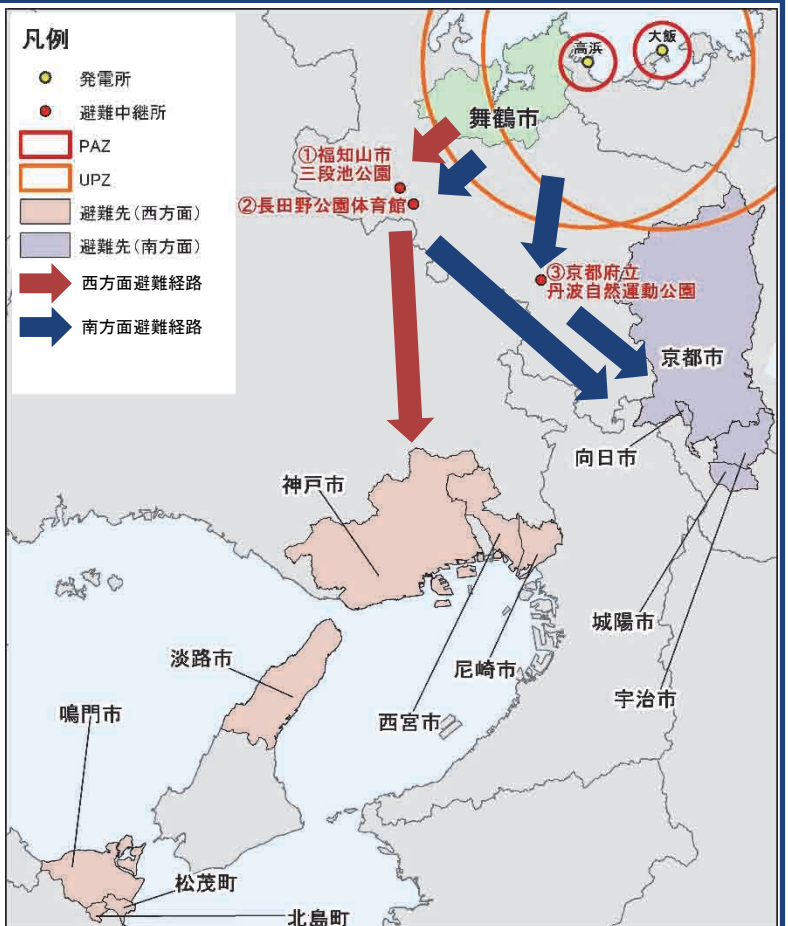 凡例
発電所
避難中継所
PAZ
UPZ
避難先(西方面)
避難先(南方面)
西方面避難経路
南方面避難経路
高浜
大飯
舞鶴市
①福知山市
三段池公園
②長田野公園体育館
③京都府立
丹波自然運動公園
京都市
向日市
神戸市
城陽市
淡路市
尼崎市
宇治市
鳴門市
西宮市
松茂町
北島町